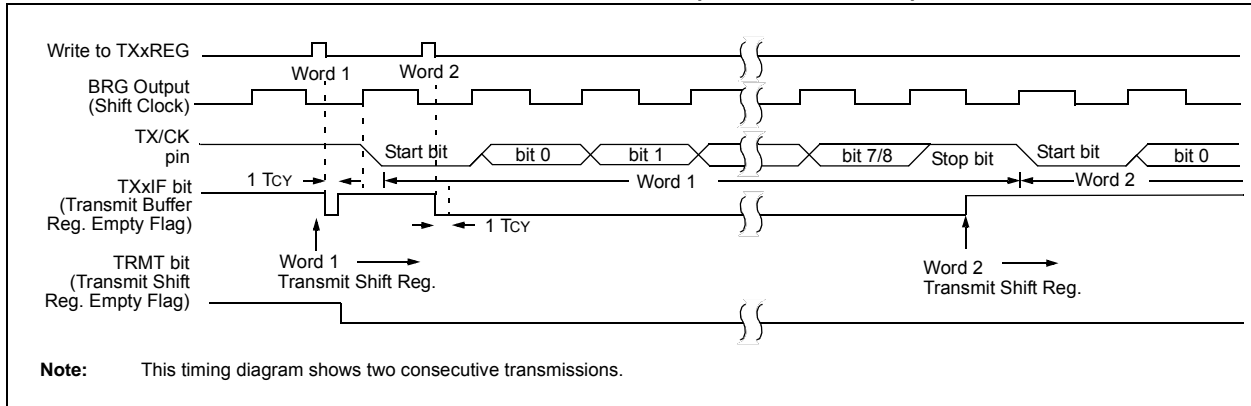 Write to TXxREG
Word 1
Word 2
BRG Output
(Shift Clock)
TX/CK
pin
Start bit
bit 0
bit 1
bit 7/8
Stop bit
Start bit
bit 0
1 TCY
Word 1
Word 2
TXxIF bit
(Transmit Buffer
Reg. Empty Flag)
1 TCY
TRMT bit
(Transmit Shift
Reg. Empty Flag)
Word 1
Transmit Shift Reg.
Word 2
Transmit Shift Reg.
Note: This timing diagram shows two consecutive transmissions.